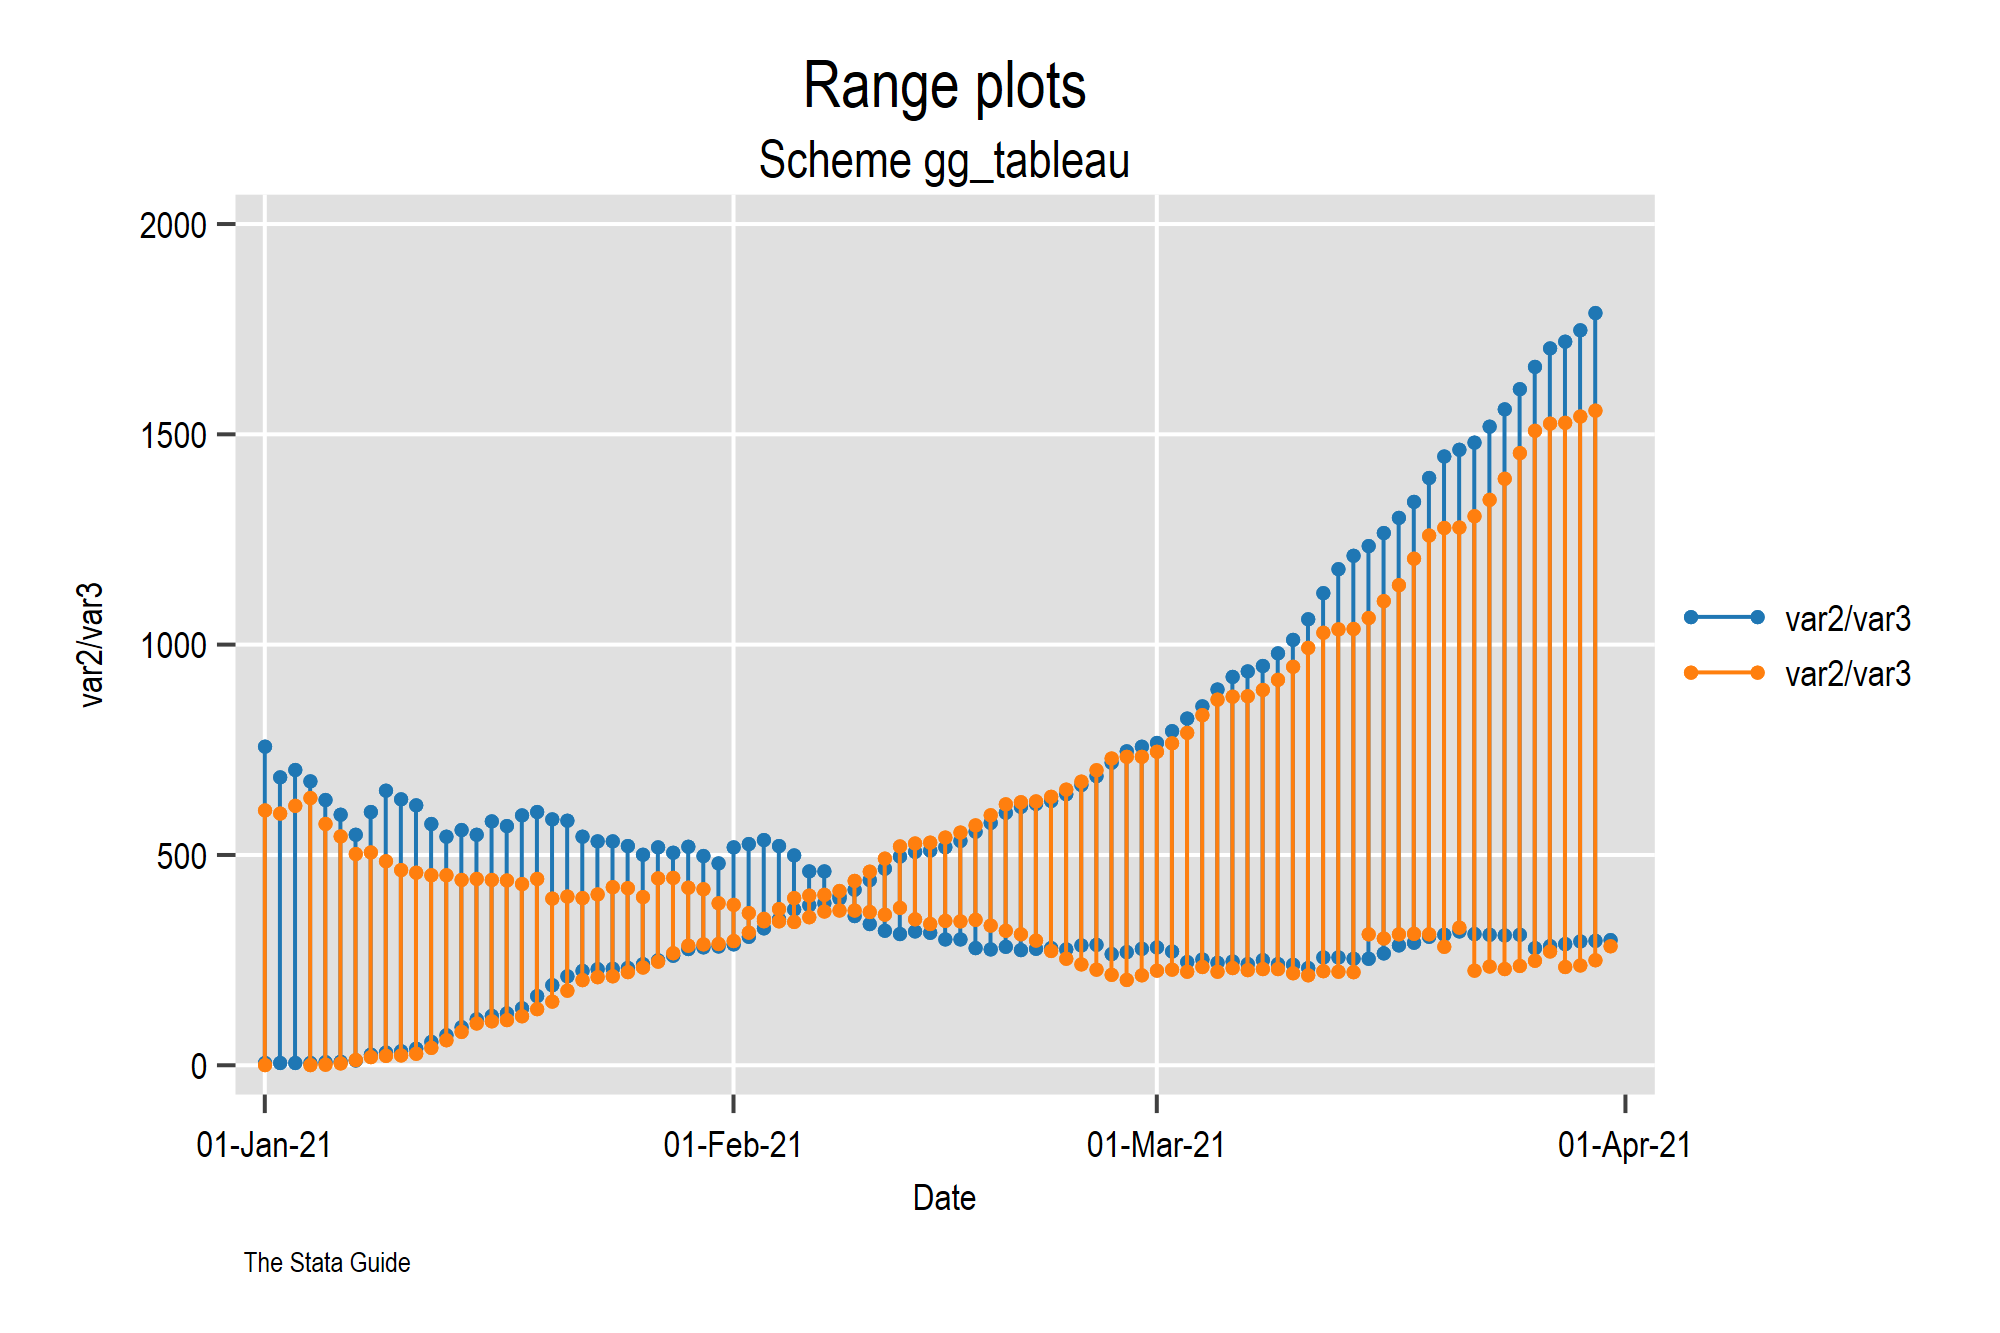 Range plots
Scheme gg_tableau
2000
1500
1000
500
0
var2/var3
var2/var3
var2/var3
01-Jan-21
01-Feb-21
01-Mar-21
01-Apr-21
Date
The Stata Guide